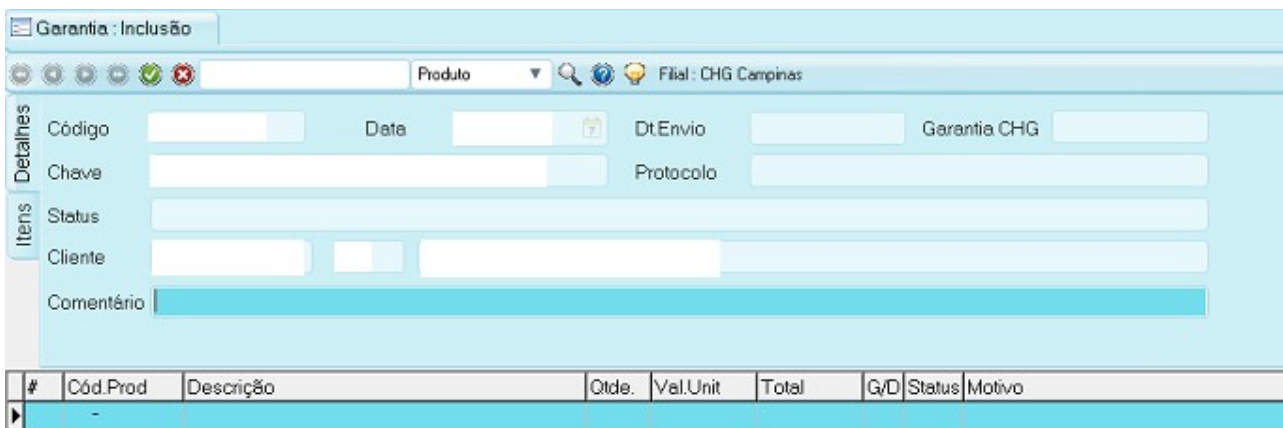 Garantia : Inclusão
Produto Filial : CHG Campinas
Detalhes
Itens
Código Data 7 Dt.Envio Garantia CHG
Chave Protocolo
Status
Cliente
Comentário
# Cód.Prod Descrição Qtde. Val.Unit Total G/D Status Motivo
-